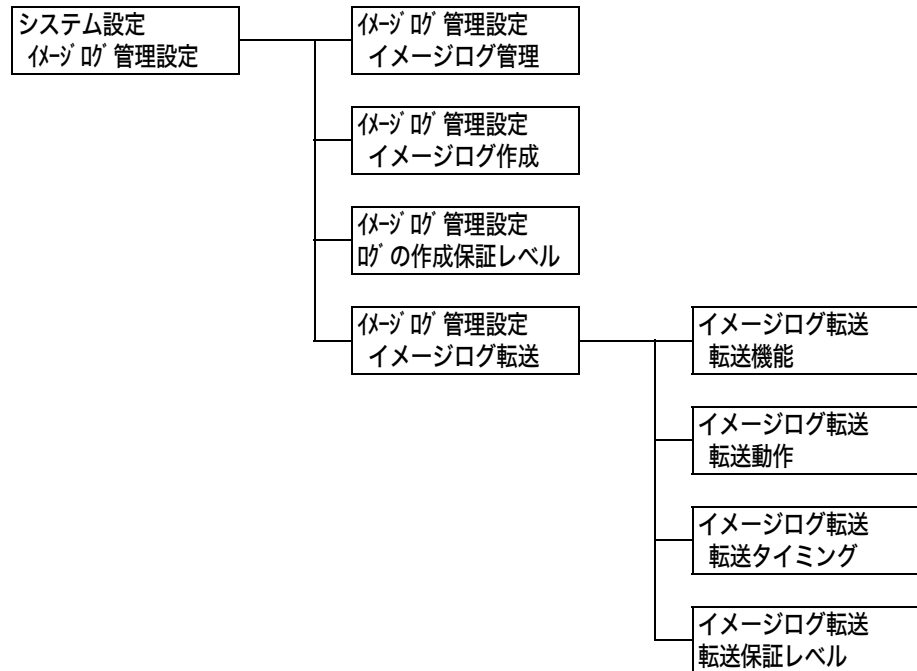 システム設定
ｲﾒｰｼﾞﾛｸﾞ管理設定
ｲﾒｰｼﾞﾛｸﾞ管理設定
イメージログ管理
ｲﾒｰｼﾞﾛｸﾞ管理設定
イメージログ作成
ｲﾒｰｼﾞﾛｸﾞ管理設定
ﾛｸﾞの作成保証レベル
ｲﾒｰｼﾞﾛｸﾞ管理設定
イメージログ転送
イメージログ転送
転送機能
イメージログ転送
転送動作
イメージログ転送
転送タイミング
イメージログ転送
転送保証レベル